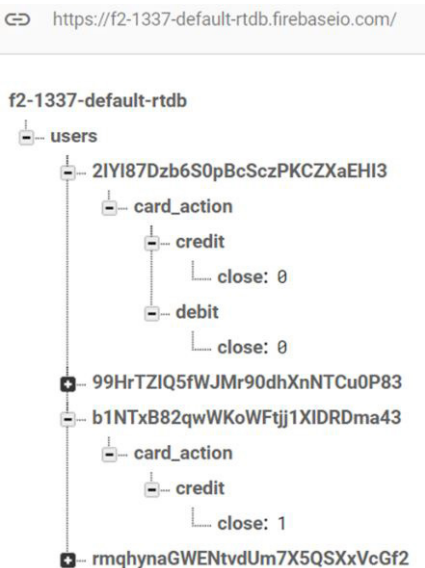 https://f2-1337-default-rtdb.firebaseio.com/
f2-1337-default-rtdb
users
2IYI87Dzb6S0pBcSczPKCZXaEHI3
card_action
credit
close: 0
debit
close: 0
99HrTZIQ5fWJMr90dhXnNTCu0P83
b1NTxB82qwWKoWFtjj1XIDRDma43
card_action
credit
close: 1
rmqhynaGWENtvdUm7X5QSXxVcGf2